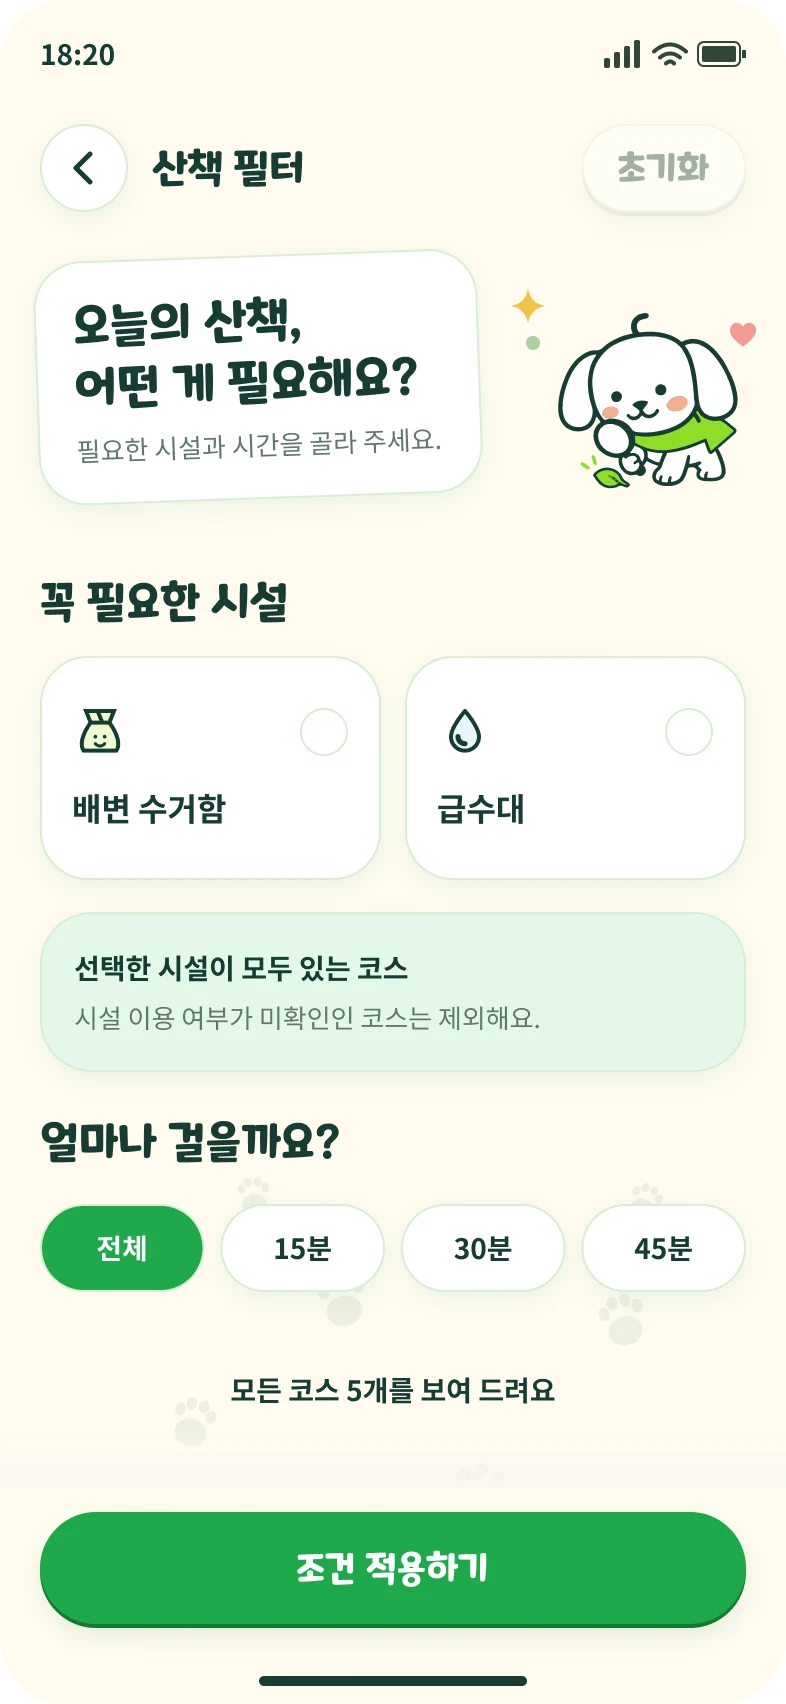 18:20
산책 필터
초기화
오늘의 산책,
어떤 게 필요해요?
필요한 시설과 시간을 골라 주세요.
꼭 필요한 시설
배변 수거함
급수대
선택한 시설이 모두 있는 코스
시설 이용 여부가 미확인인 코스는 제외해요.
얼마나 걸을까요?
전체
15분
30분
45분
모든 코스 5개를 보여 드려요
조건 적용하기